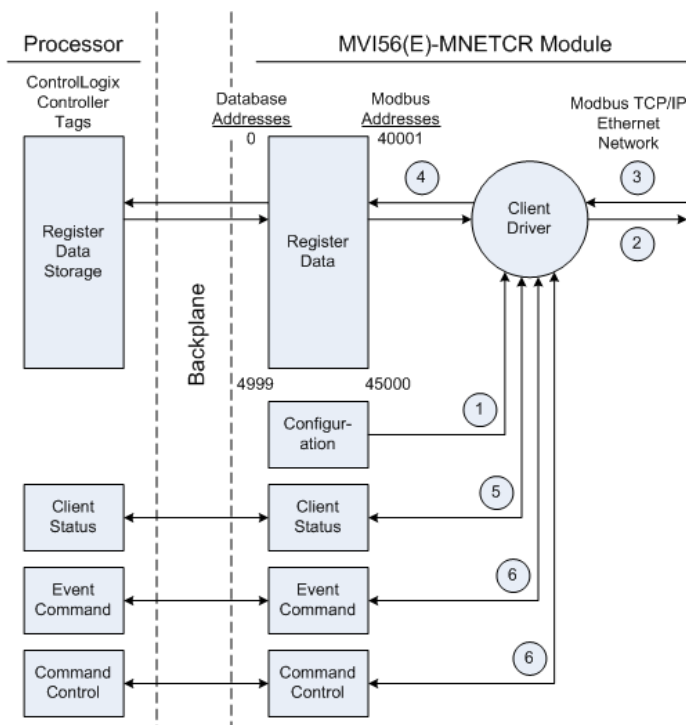 Processor
MVI56(E)-MNETCR Module
ControlLogix
Controller
Tags
Database
Addresses
0
Modbus
Addresses
40001
Modbus TCP/IP
Ethernet
Network
Register
Data
Storage
Register
Data
4
Client
Driver
3
2
Backplane
4999
45000
Configur-
ation
1
Client
Status
Client
Status
5
Event
Command
Event
Command
6
Command
Control
Command
Control
6